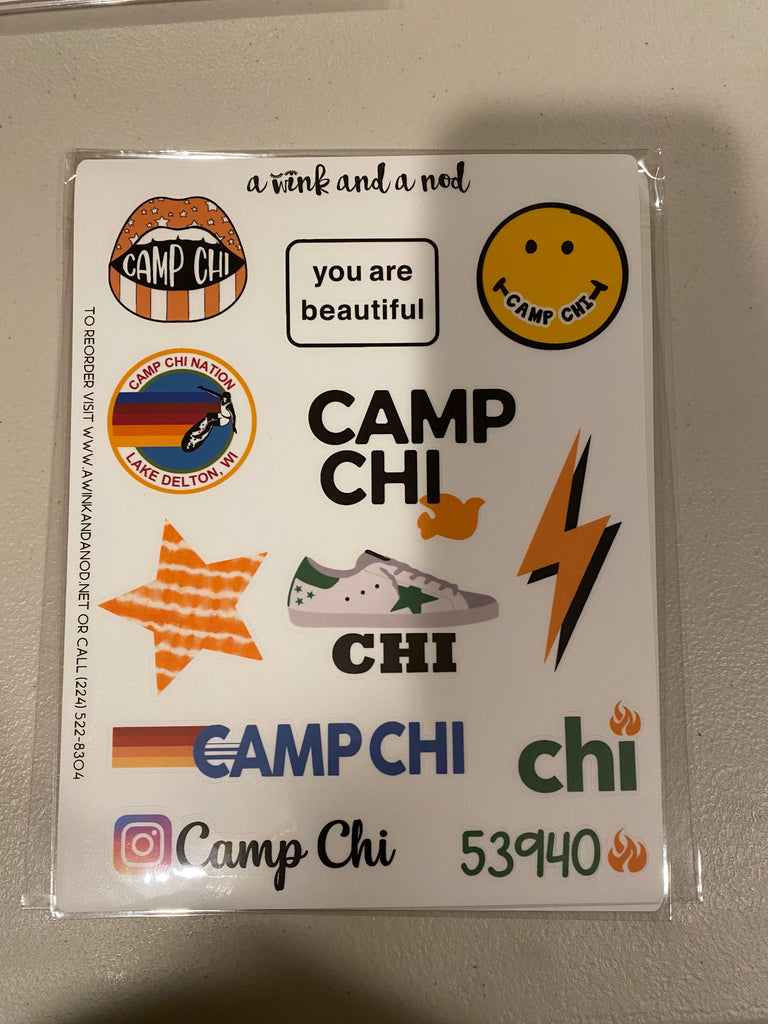 a wink and a nod
CAMP CHI
you are
beautiful
CAMP CHI
CAMP CHI NATION
LAKE DELTON, WI
CAMP
CHI
CHI
CAMP CHI
chi
Camp Chi
53940
TO REORDER VISIT WWW.AWINKANDANOD.NET OR CALL (224) 522-8304